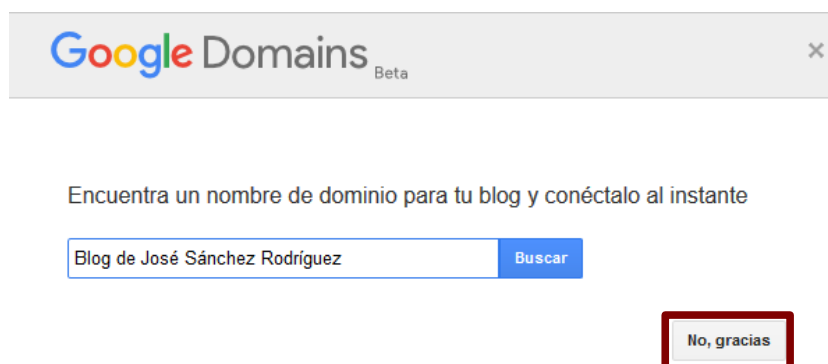 Google Domains Beta
×
Encuentra un nombre de dominio para tu blog y conéctalo al instante
Blog de José Sánchez Rodríguez
Buscar
No, gracias